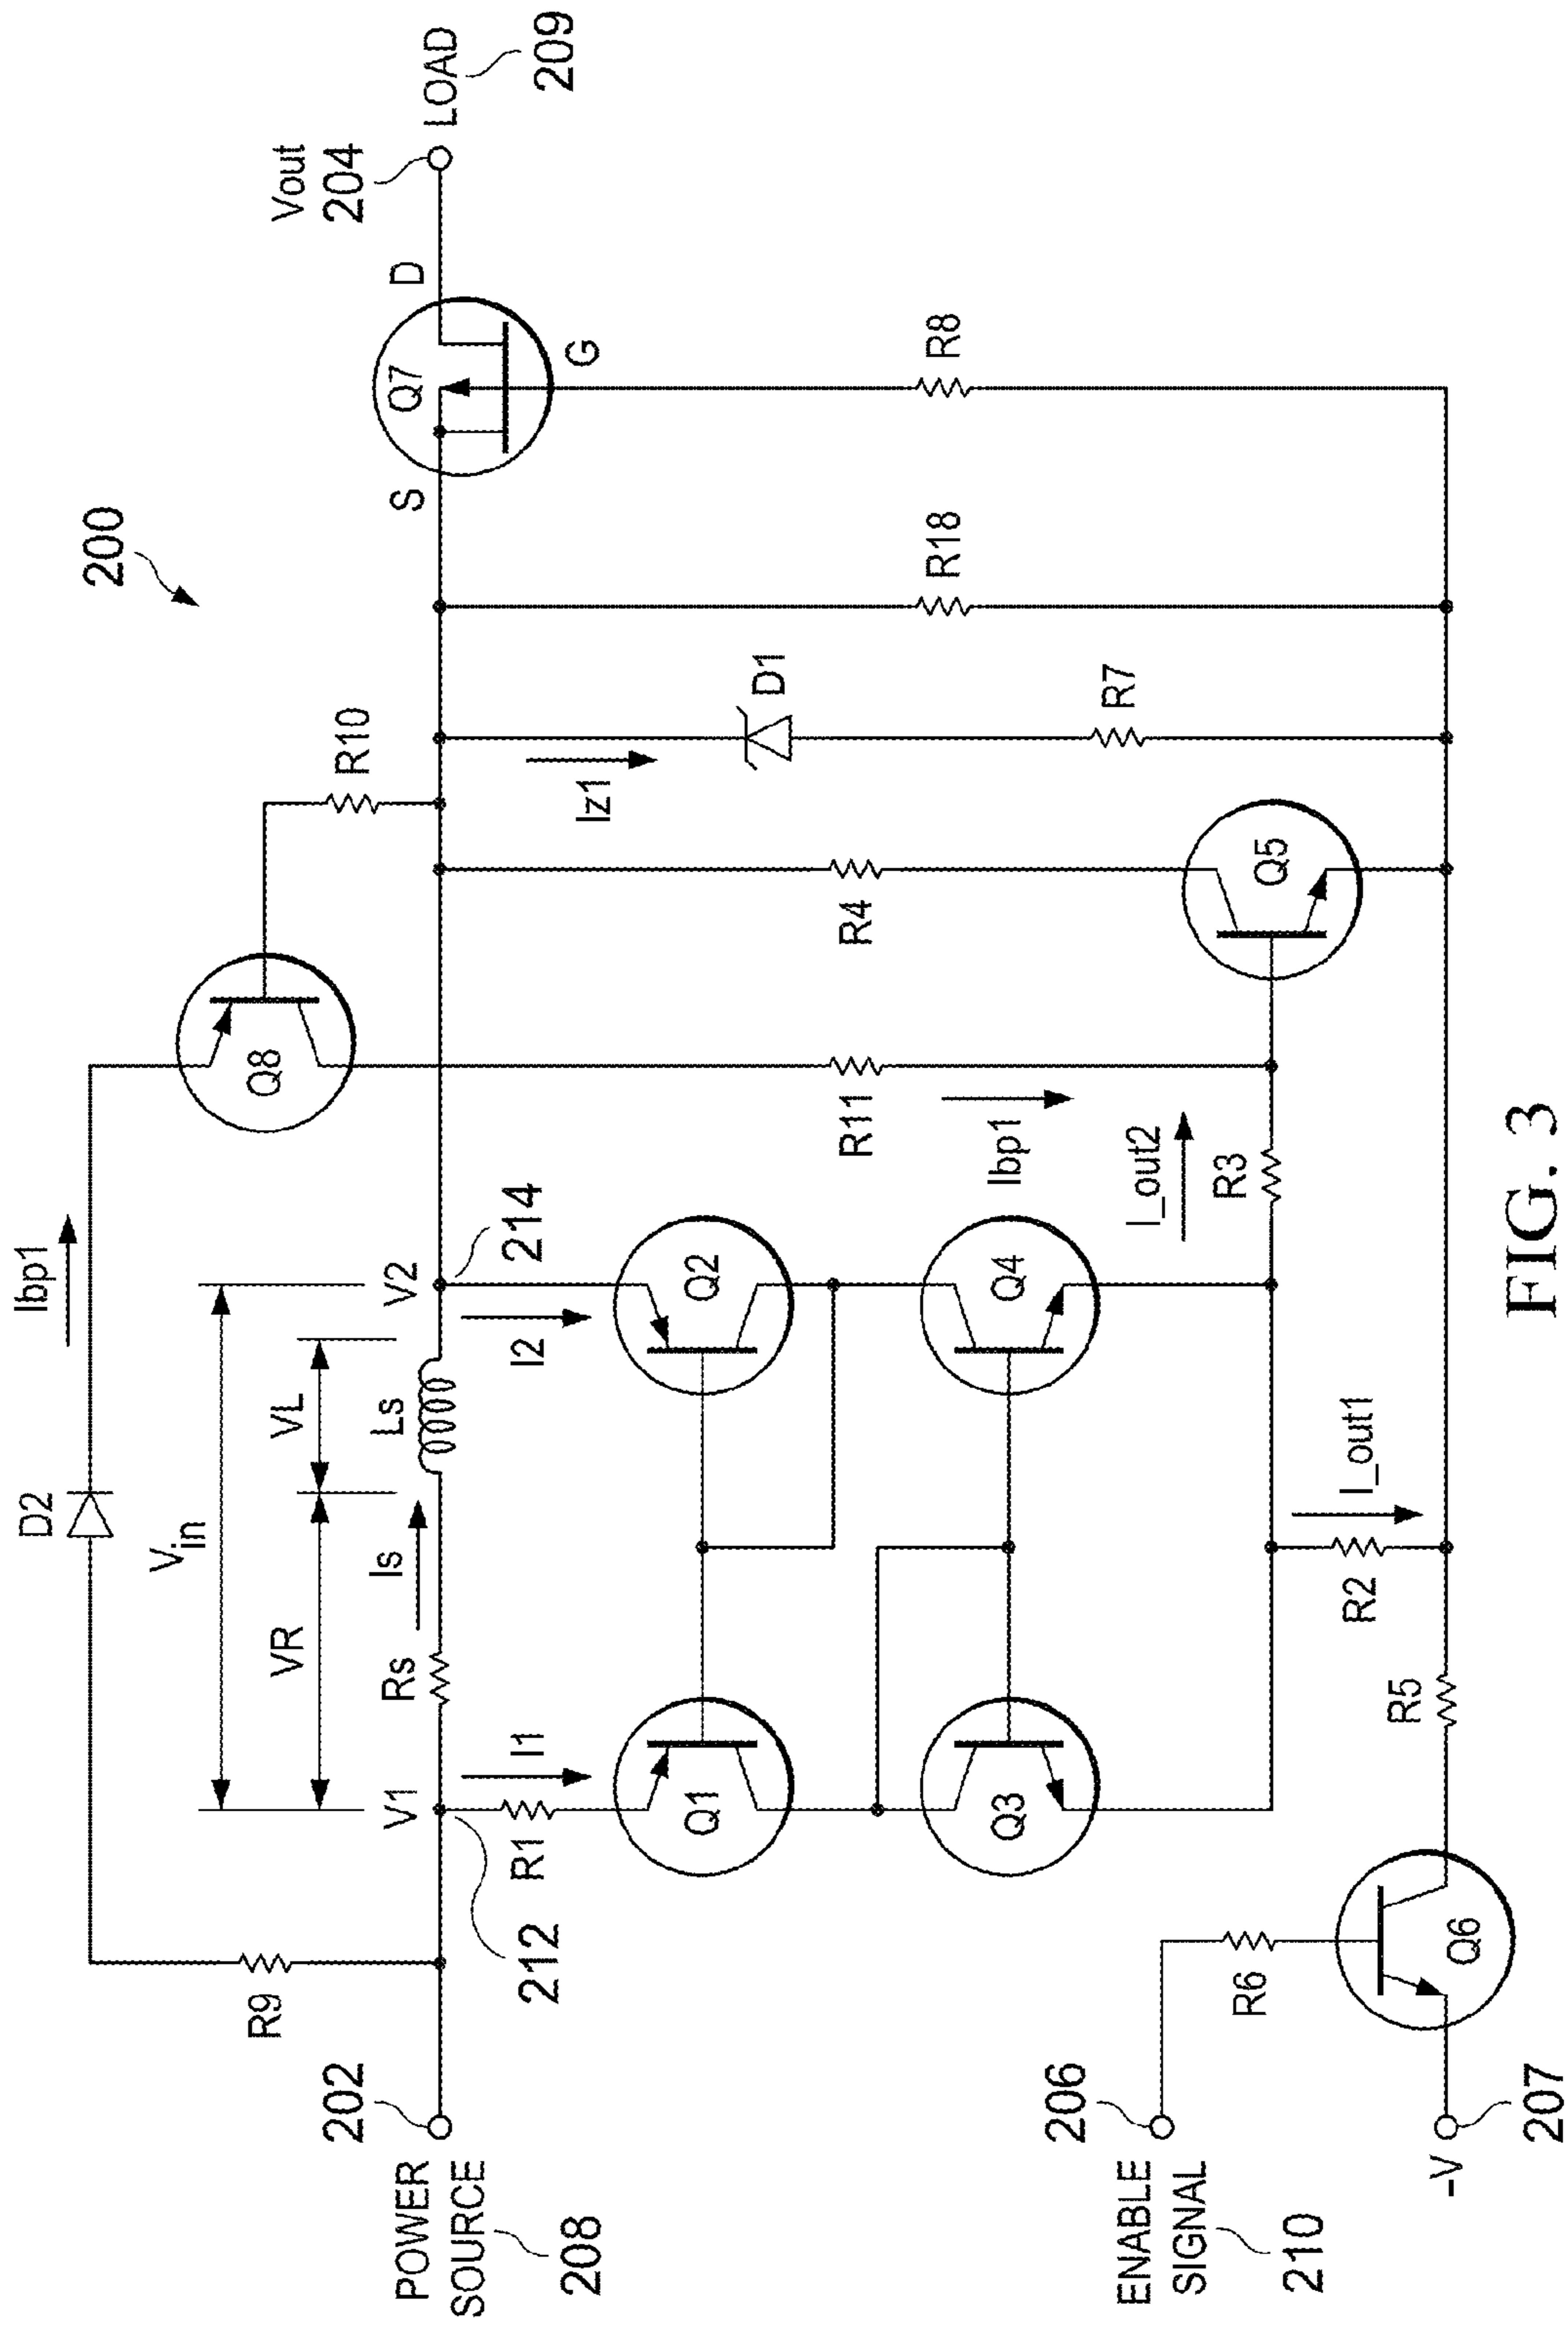 200
Ibp1
D2
Vin
VR
VL
R9
Q8
R10
Vout
204
LOAD
209
POWER
SOURCE
208
202
V1
212
Rs
Is
Ls
V2
214
S
Q7
D
G
R1
I1
I2
Q1
Q2
Q3
Q4
R11
Ibp1
R4
Iz1
D1
R7
R18
R8
I_out2
R3
Q5
ENABLE
SIGNAL
210
206
R6
Q6
-V
207
R5
R2
I_out1
FIG. 3